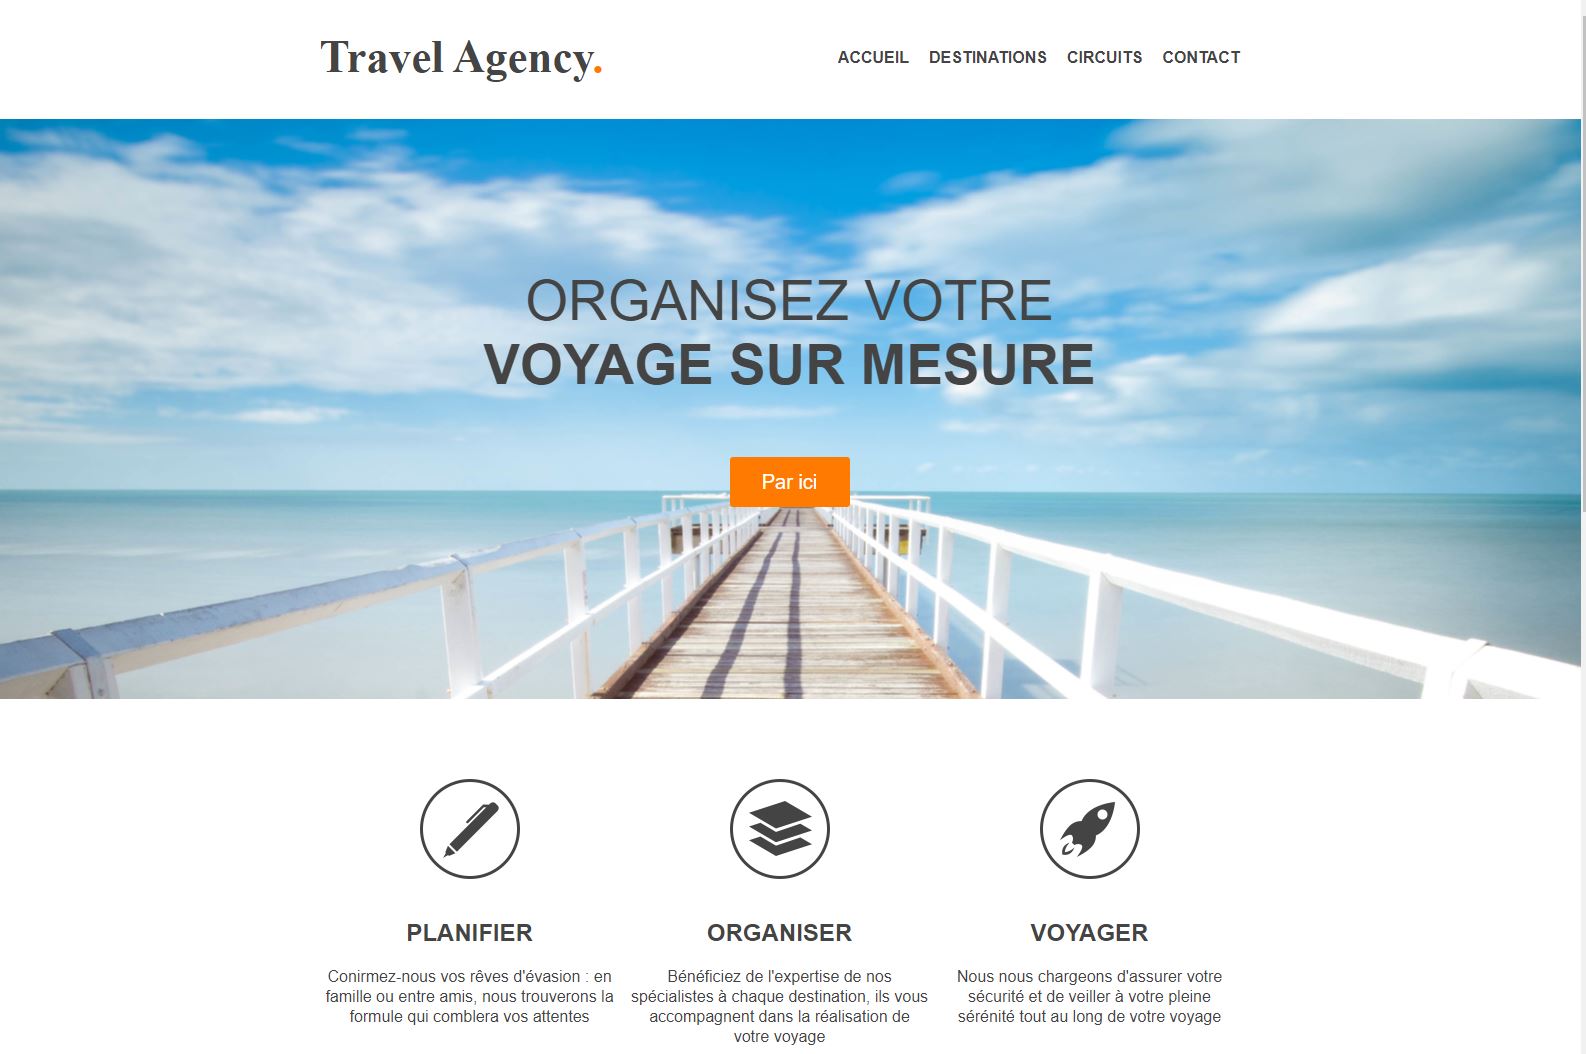 Travel Agency.
ACCUEIL DESTINATIONS CIRCUITS CONTACT
ORGANISEZ VOTRE
VOYAGE SUR MESURE
Par ici
PLANIFIER
Conirmez-nous vos rêves d'évasion : en
famille ou entre amis, nous trouverons la
formule qui comblera vos attentes
ORGANISER
Bénéficiez de l'expertise de nos
spécialistes à chaque destination, ils vous
accompagnent dans la réalisation de
votre voyage
VOYAGER
Nous nous chargeons d'assurer votre
sécurité et de veiller à votre pleine
sérénité tout au long de votre voyage